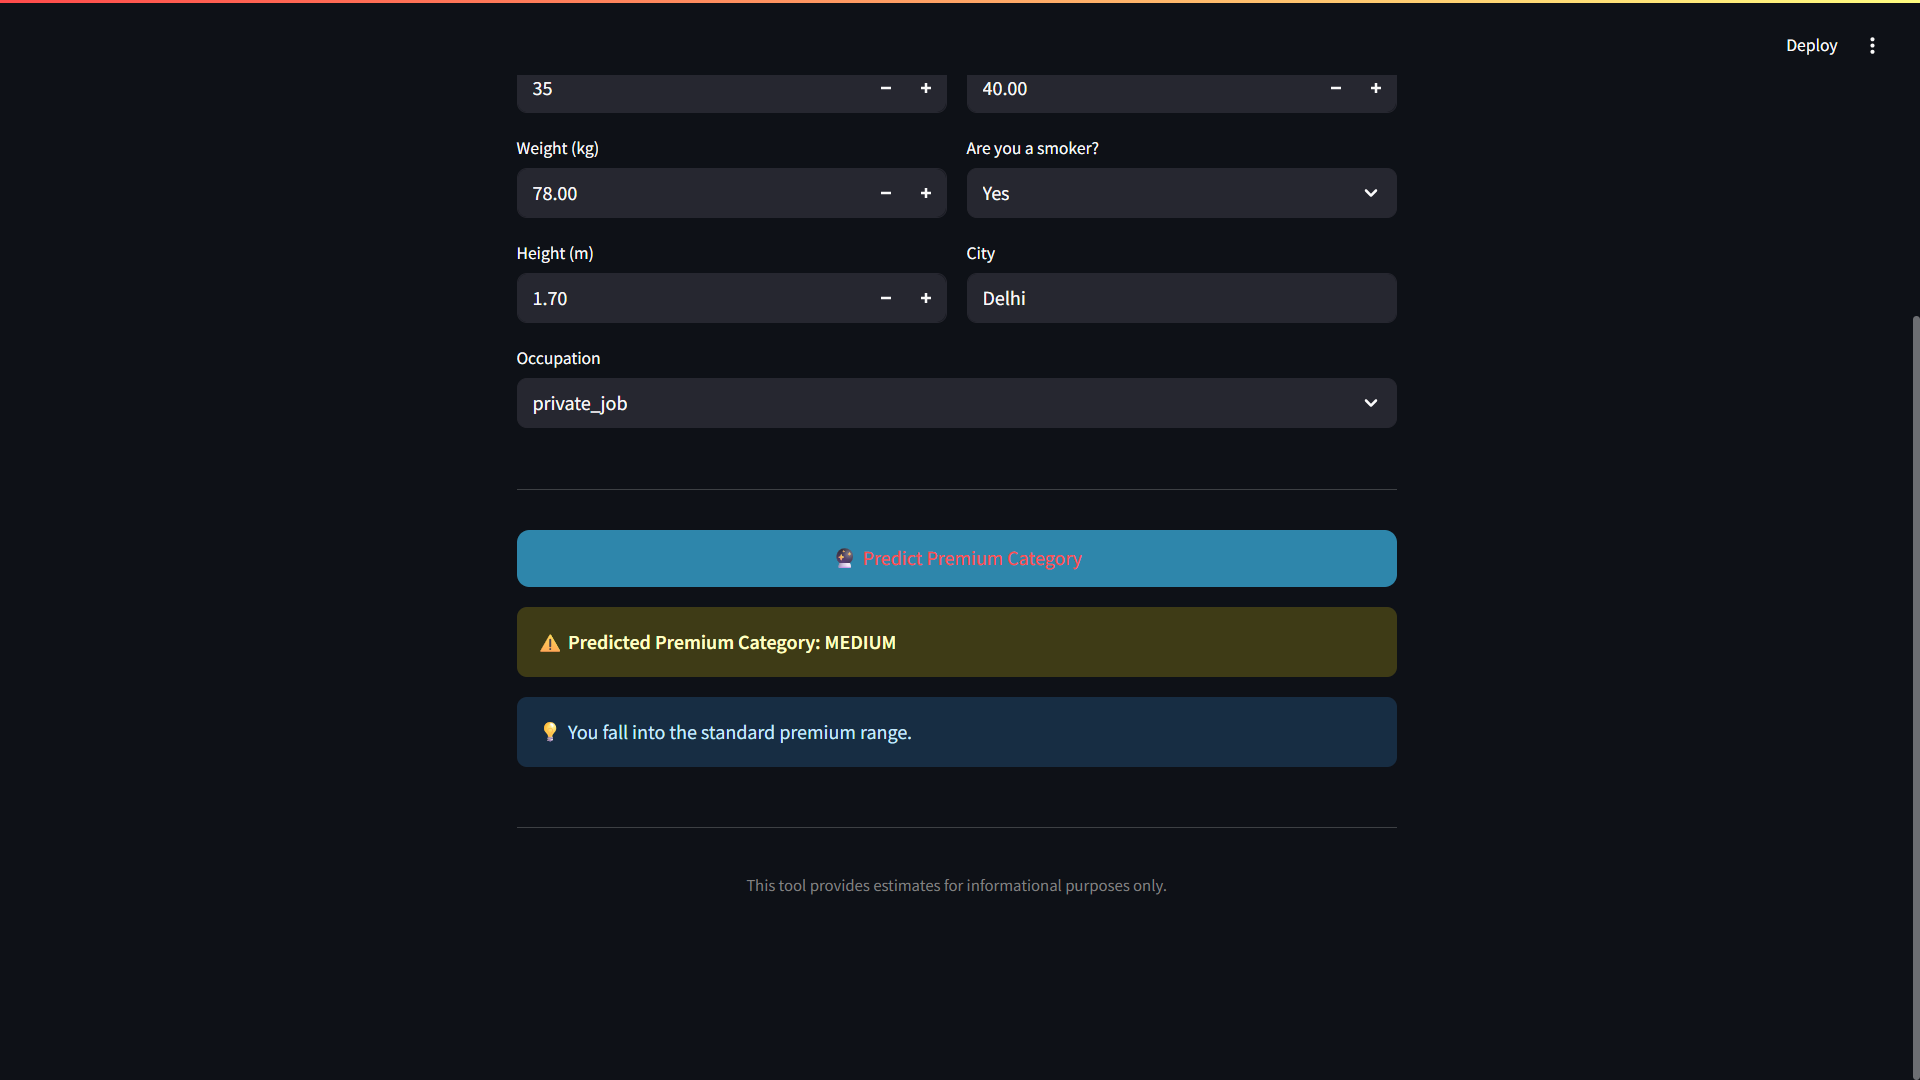 Deploy
35
40.00
Weight (kg)
Are you a smoker?
78.00
Yes
Height (m)
City
1.70
Delhi
Occupation
private_job
Predict Premium Category
Predicted Premium Category: MEDIUM
You fall into the standard premium range.
This tool provides estimates for informational purposes only.